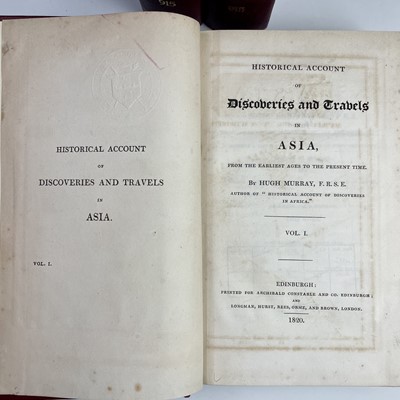 915
915
HISTORICAL ACCOUNT
OF
DISCOVERIES AND TRAVELS
IN
ASIA.
VOL. I.
HISTORICAL ACCOUNT
OF
Discoveries and Travels
IN
ASIA,
FROM THE EARLIEST AGES TO THE PRESENT TIME.
By HUGH MURRAY, F. R. S. E.
AUTHOR OF "HISTORICAL ACCOUNT OF DISCOVERIES
IN AFRICA."
VOL. I.
EDINBURGH:
PRINTED FOR ARCHIBALD CONSTABLE AND CO. EDINBURGH;
AND
LONGMAN, HURST, REES, ORME, AND BROWN, LONDON.
1820.